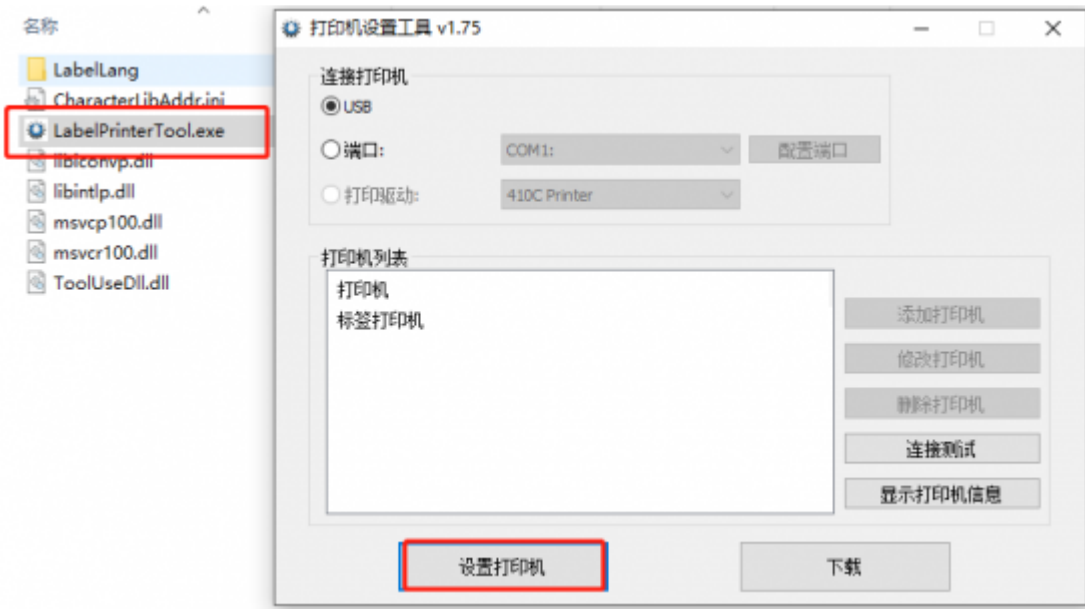 名称
LabelLang
CharacterLibAddr.ini
LabelPrinterTool.exe
libiconvp.dll
libintlp.dll
msvcp100.dll
msvcr100.dll
ToolUseDll.dll
打印机设置工具 v1.75
连接打印机
USB
端口: COM1: 配置端口
打印驱动: 410C Printer
打印机列表
打印机
标签打印机
添加打印机
修改打印机
删除打印机
连接测试
显示打印机信息
设置打印机 下载